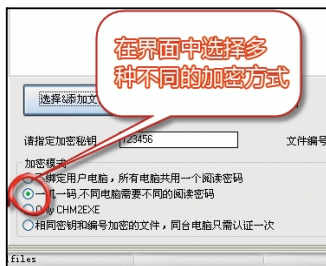 在界面中选择多
种不同的加密方式
选择&添加文
请指定加密秘钥
123456
文件编号
加密模式
不绑定用户电脑，所有电脑共用一个阅读密码
一机一码,不同电脑需要不同的阅读密码
Only CHM2EXE
相同密钥和编号加密的文件，同台电脑只需认证一次
files